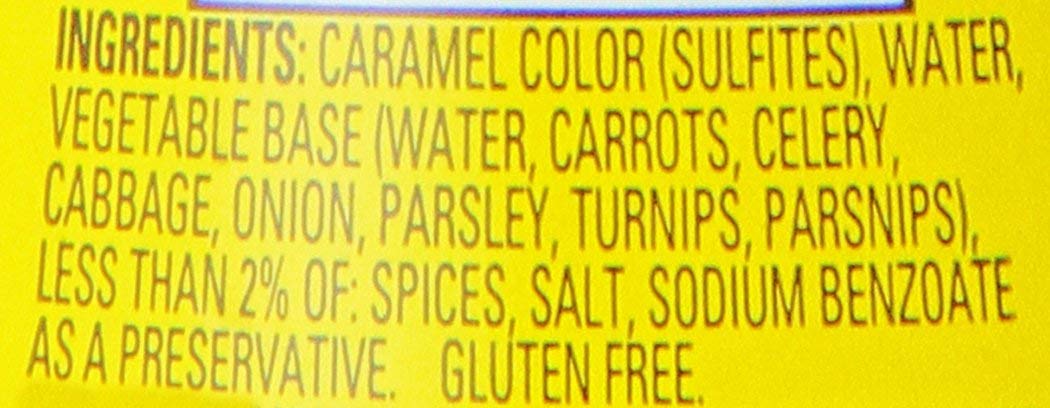 INGREDIENTS: CARAMEL COLOR (SULFITES), WATER,
VEGETABLE BASE (WATER, CARROTS, CELERY,
CABBAGE, ONION, PARSLEY, TURNIPS, PARSNIPS),
LESS THAN 2% OF: SPICES, SALT, SODIUM BENZOATE
AS A PRESERVATIVE. GLUTEN FREE.